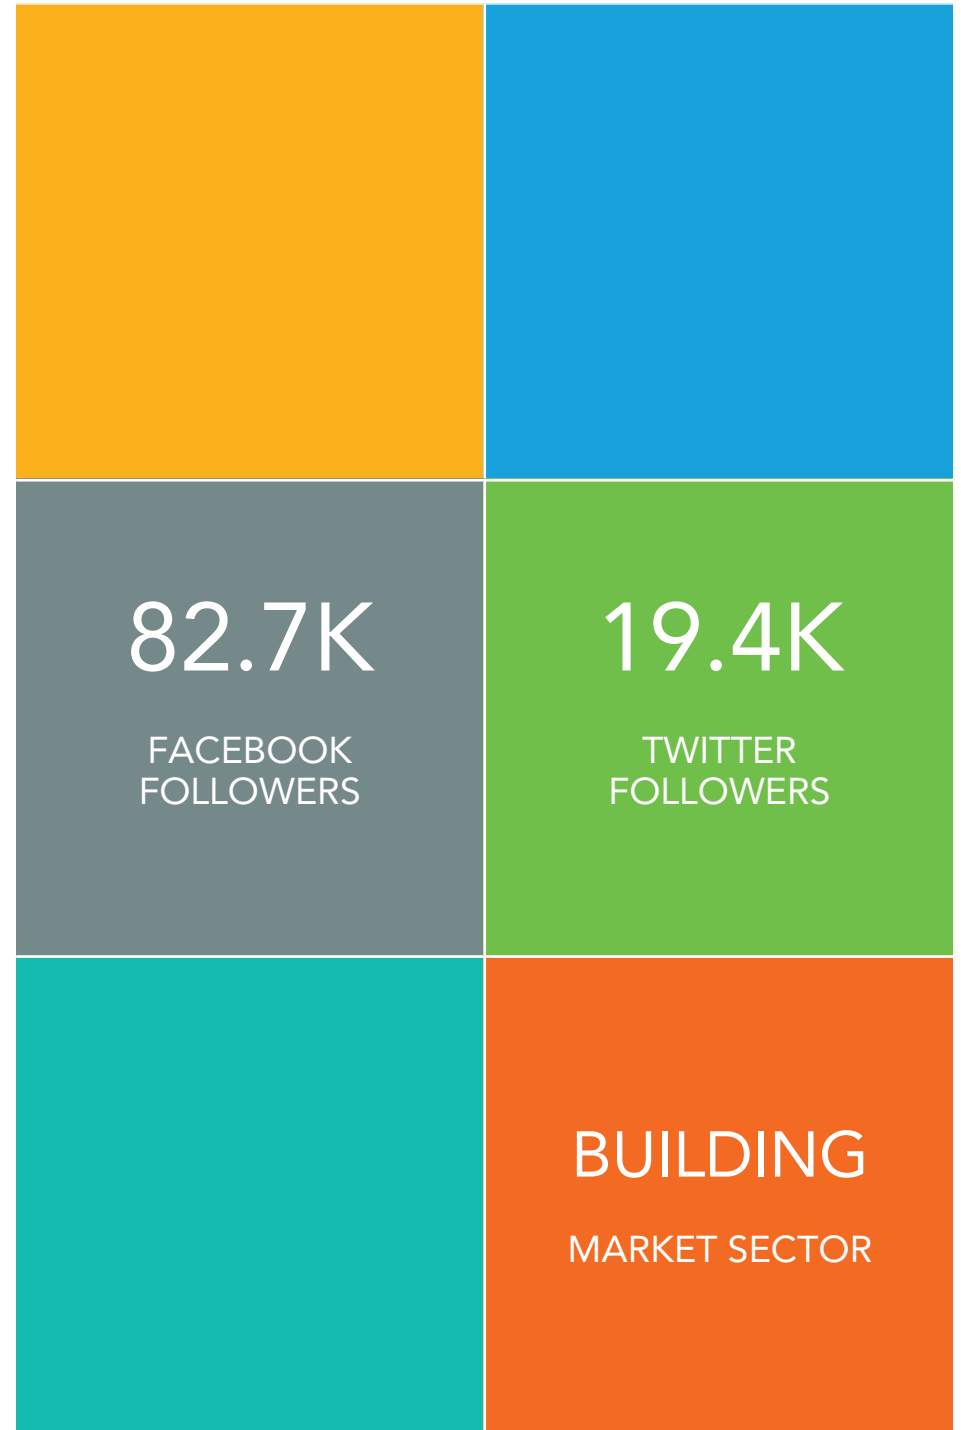 82.7K
FACEBOOK
FOLLOWERS
19.4K
TWITTER
FOLLOWERS
BUILDING
MARKET SECTOR